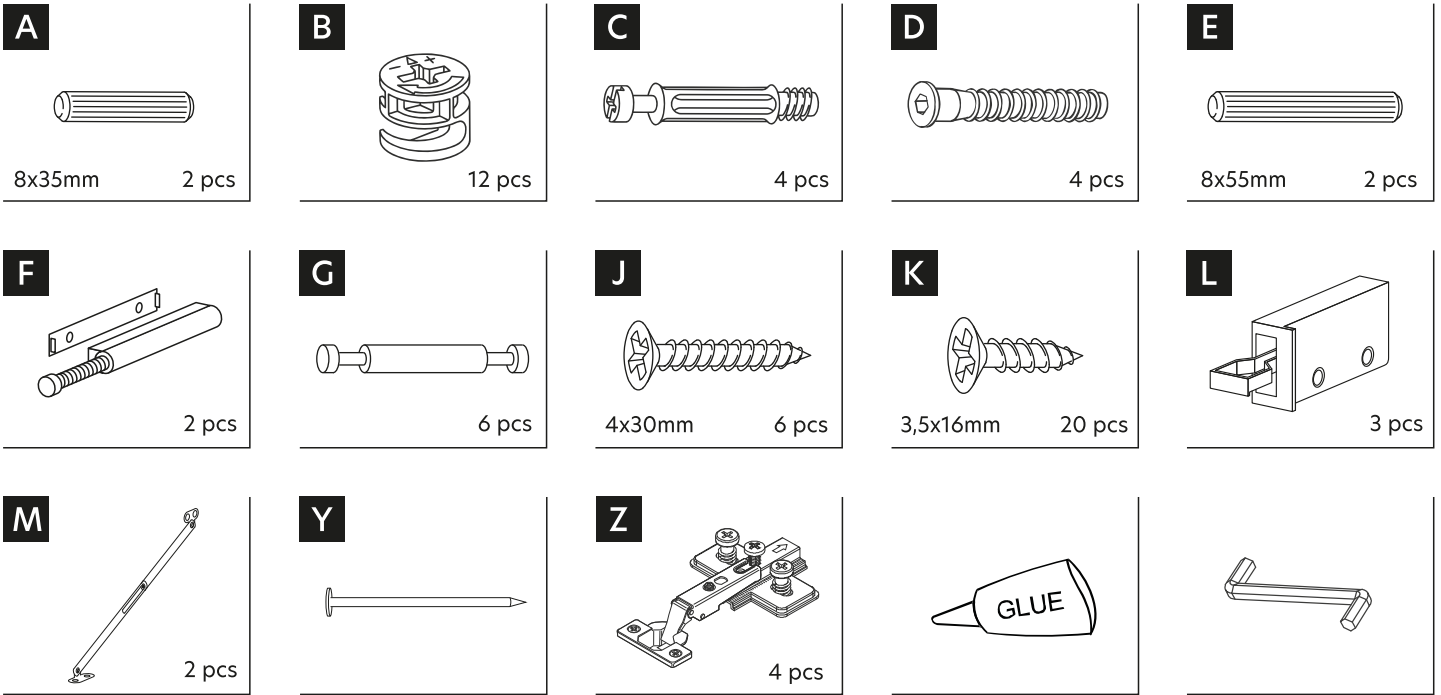 A
8x35mm 2 pcs
B
12 pcs
C
4 pcs
D
4 pcs
E
8x55mm 2 pcs
F
2 pcs
G
6 pcs
J
4x30mm 6 pcs
K
3,5x16mm 20 pcs
L
3 pcs
M
2 pcs
Y
Z
4 pcs
GLUE